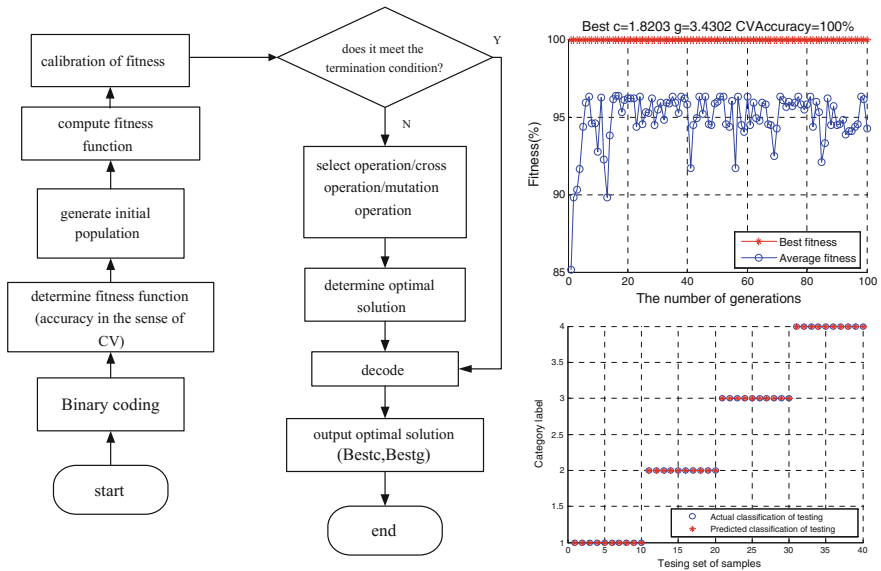 calibration of fitness
compute fitness
function
generate initial
population
determine fitness function
(accuracy in the sense of
CV)
Binary coding
start
does it meet the
termination condition?
Y
N
select operation/cross
operation/mutation
operation
determine optimal
solution
decode
output optimal solution
(Bestc,Bestg)
end
Best c=1.8203 g=3.4302 CVAccuracy=100%
100
95
90
85
Fitness(%)
0
20
40
60
80
100
The number of generations
Best fitness
Average fitness
4
3.5
3
2.5
2
1.5
1
Category label
0
5
10
15
20
25
30
35
40
Tesing set of samples
Actual classification of testing
Predicted classification of testing